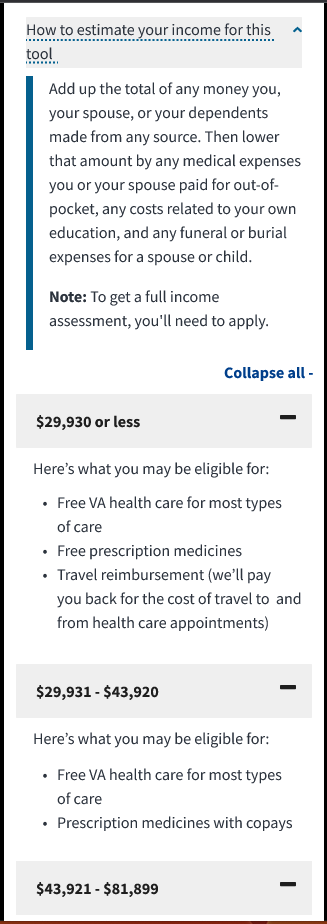 How to estimate your income for this
tool
Add up the total of any money you,
your spouse, or your dependents
made from any source. Then lower
that amount by any medical expenses
you or your spouse paid for out-of-
pocket, any costs related to your own
education, and any funeral or burial
expenses for a spouse or child.
Note: To get a full income
assessment, you'll need to apply.
Collapse all -
$29,930 or less
Here's what you may be eligible for:
• Free VA health care for most types
of care
• Free prescription medicines
• Travel reimbursement (we'll pay
you back for the cost of travel to and
from health care appointments)
$29,931 - $43,920
Here's what you may be eligible for:
• Free VA health care for most types
of care
• Prescription medicines with copays
$43,921 - $81,899